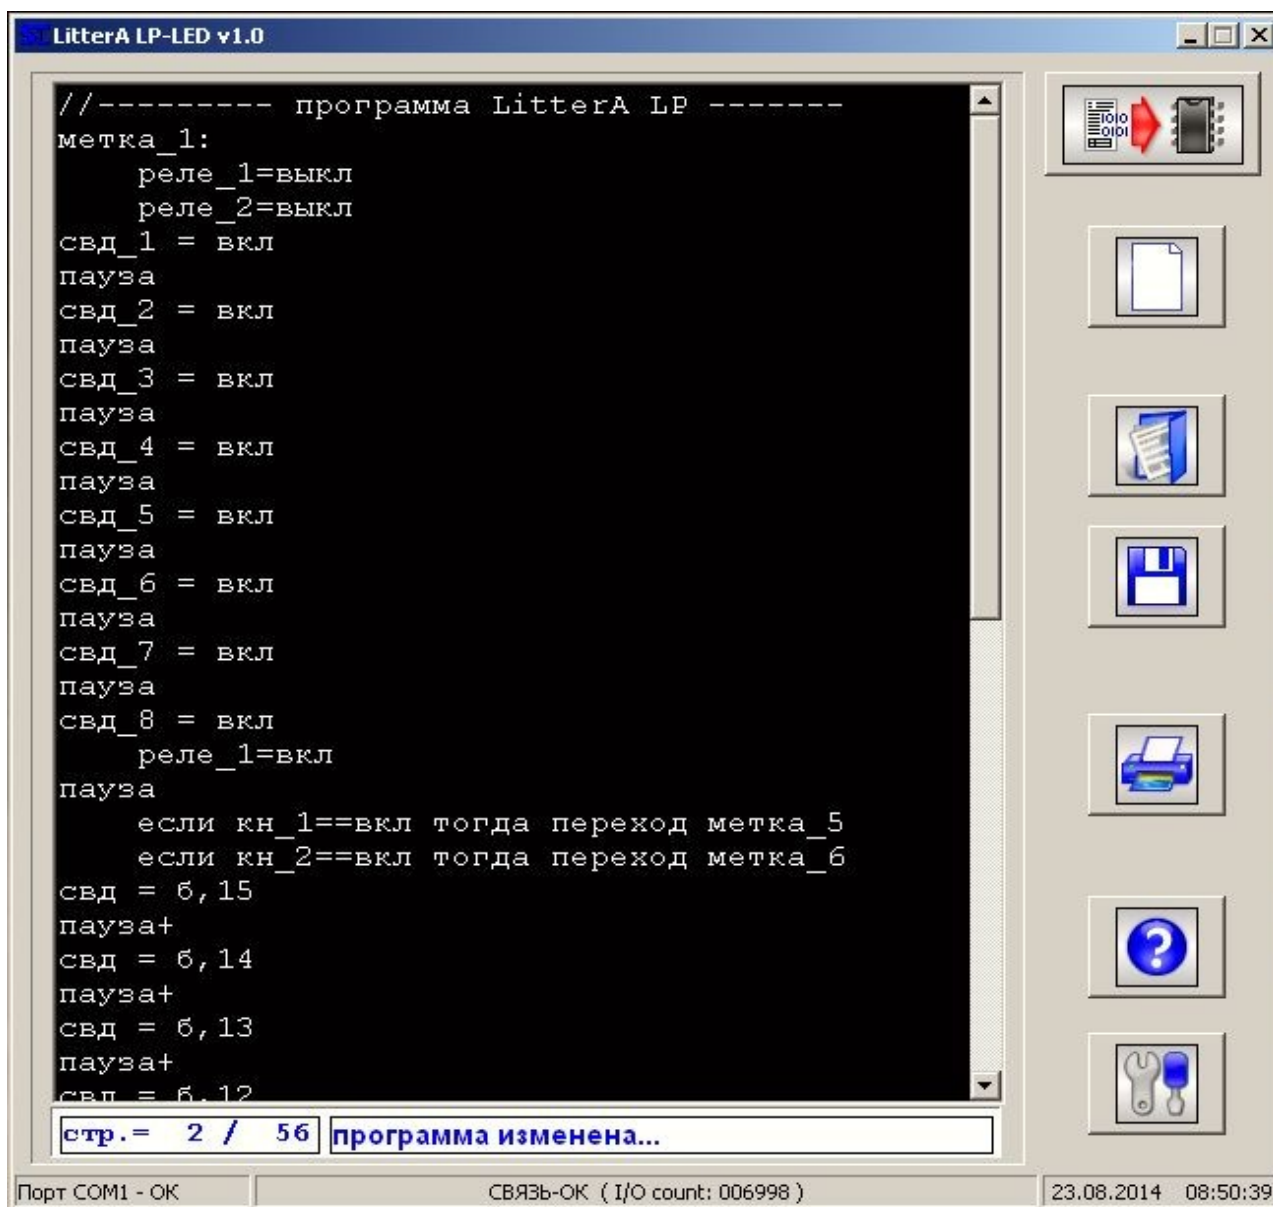 LitterA LP-LED v1.0
//--------- программа LitterA LP -------
метка_1:
    реле_1=выкл
    реле_2=выкл
свд_1 = вкл
пауза
свд_2 = вкл
пауза
свд_3 = вкл
пауза
свд_4 = вкл
пауза
свд_5 = вкл
пауза
свд_6 = вкл
пауза
свд_7 = вкл
пауза
свд_8 = вкл
    реле_1=вкл
пауза
    если кн_1==вкл тогда переход метка_5
    если кн_2==вкл тогда переход метка_6
свд = б,15
пауза+
свд = б,14
пауза+
свд = б,13
пауза+
свд = б,12
стр.=  2 /  56 программа изменена...
Порт COM1 - OK СВЯЗЬ-ОК ( I/O count: 006998 ) 23.08.2014 08:50:39